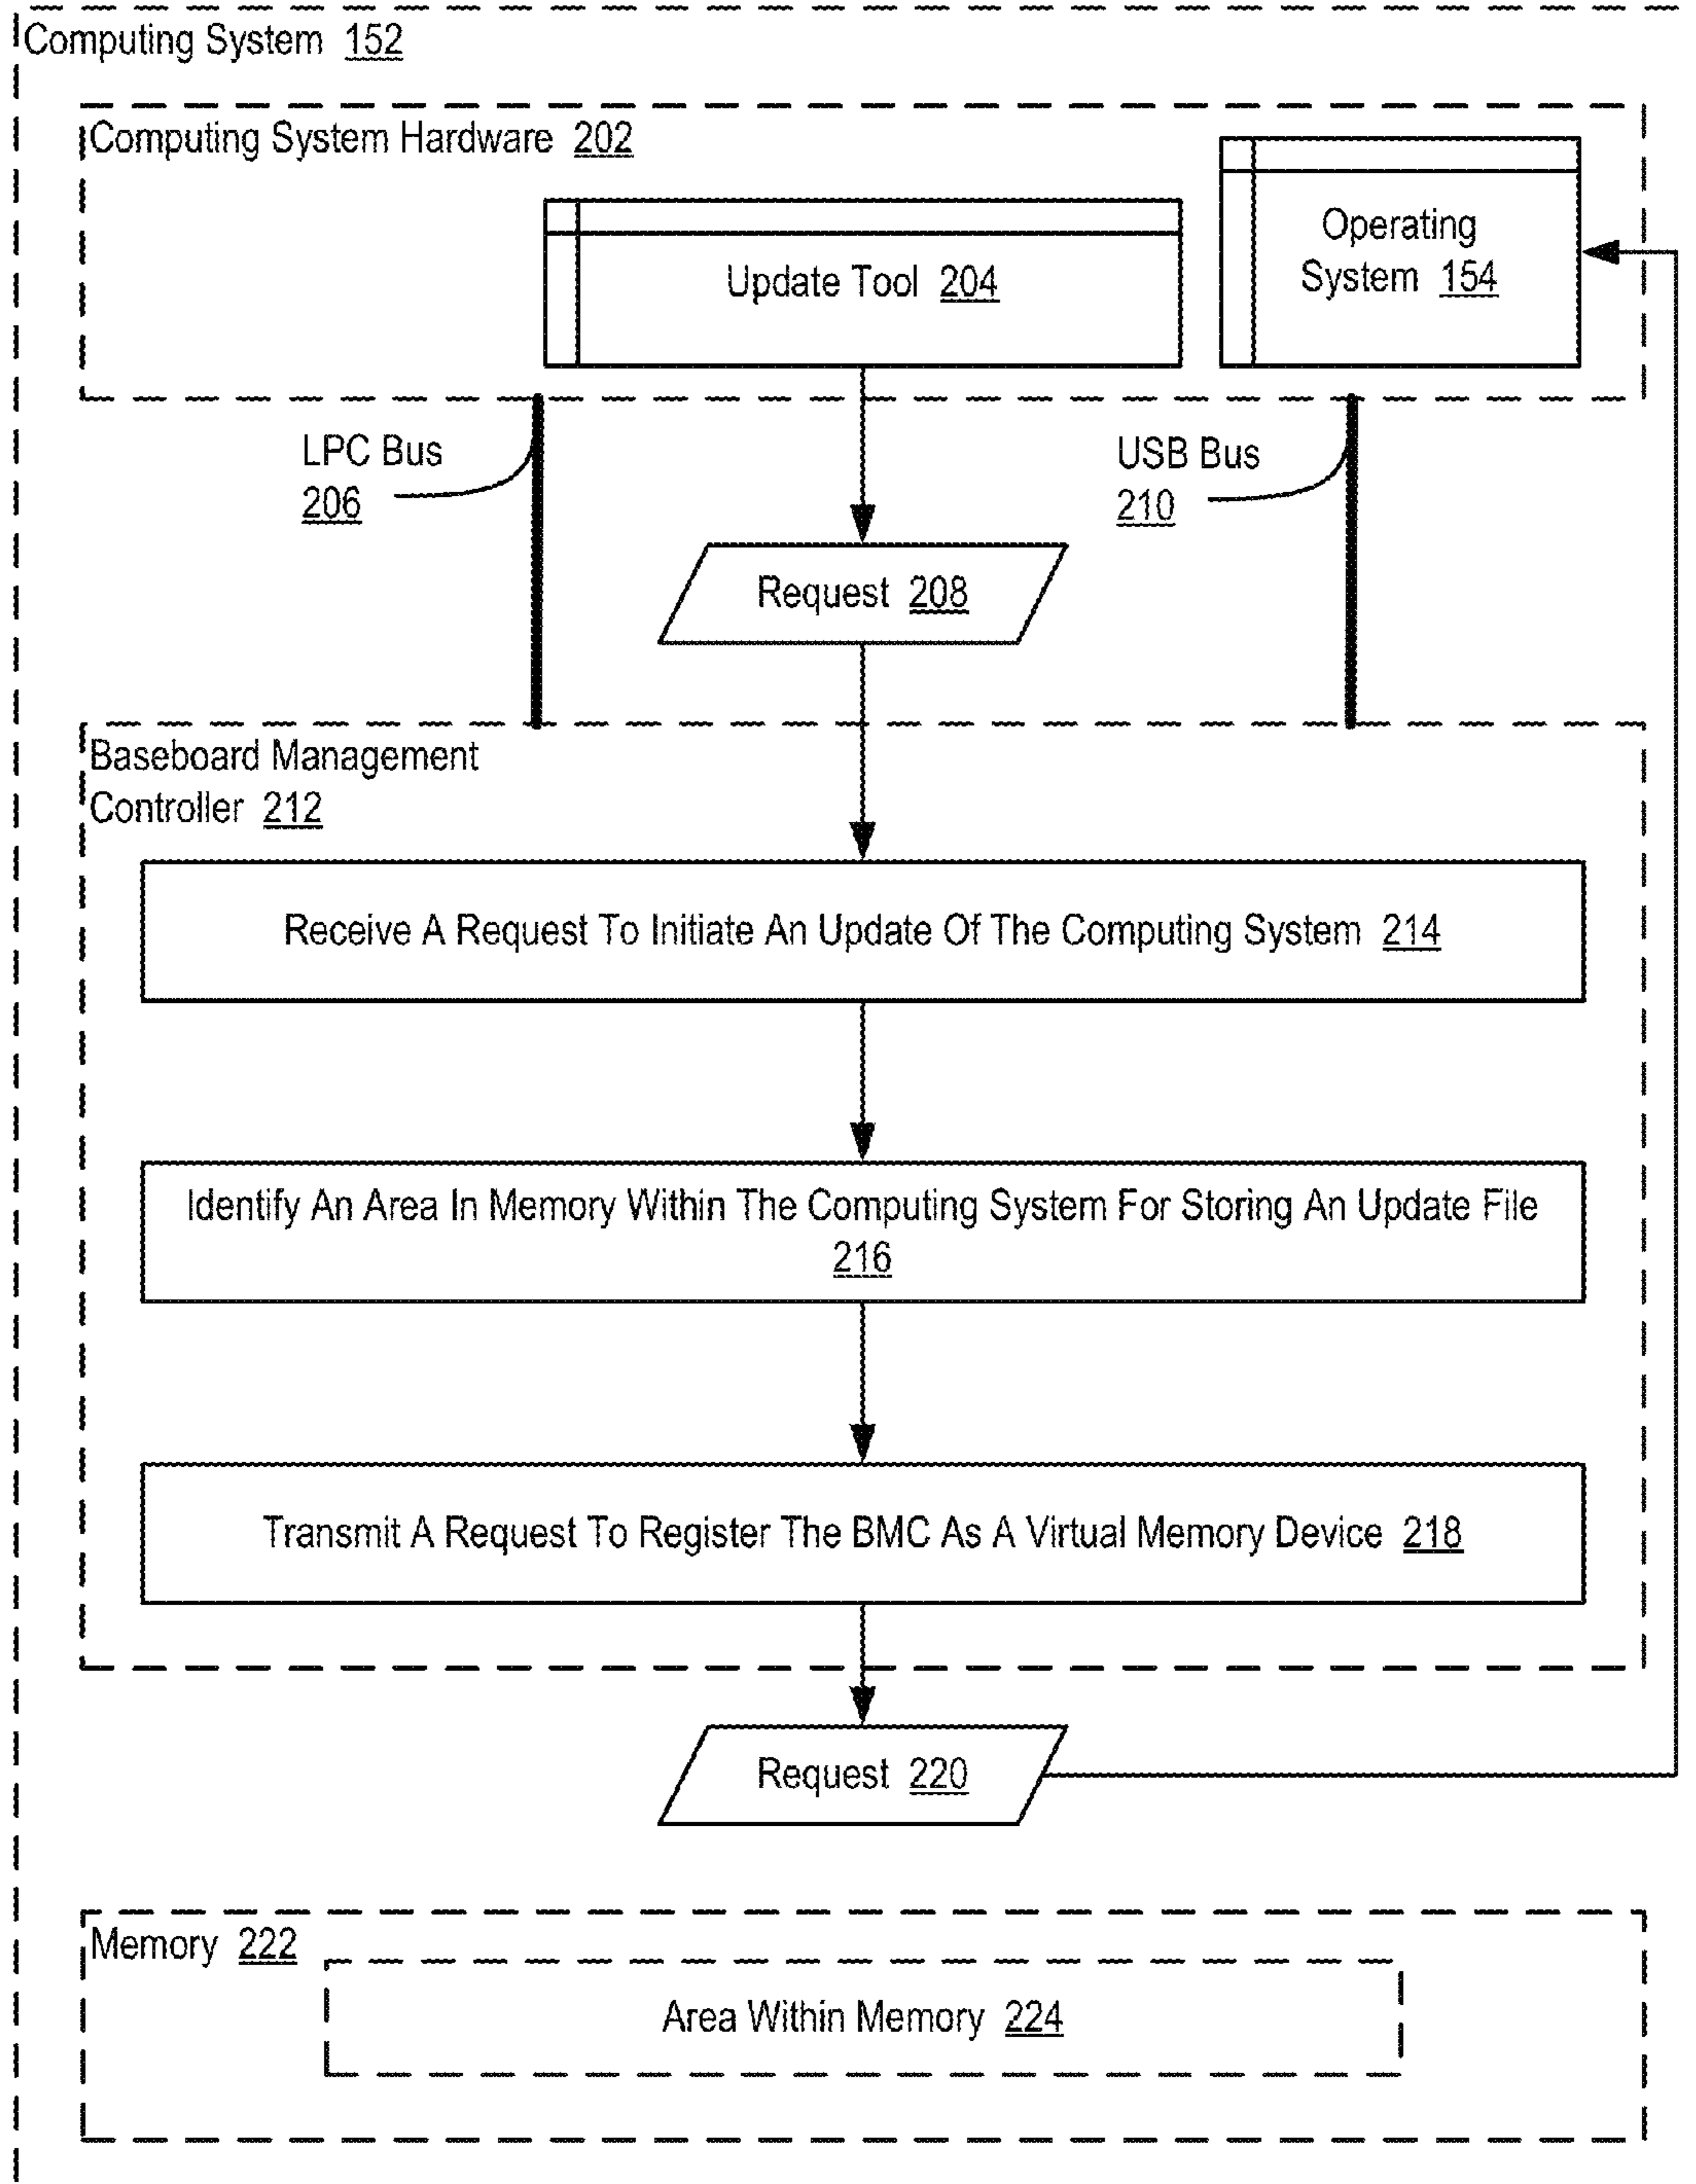 Computing System 152
Computing System Hardware 202
Operating
System 154
Update Tool 204
LPC Bus
206
USB Bus
210
Request 208
Baseboard Management
Controller 212
Receive A Request To Initiate An Update Of The Computing System 214
Identify An Area In Memory Within The Computing System For Storing An Update File
216
Transmit A Request To Register The BMC As A Virtual Memory Device 218
Request 220
Memory 222
Area Within Memory 224